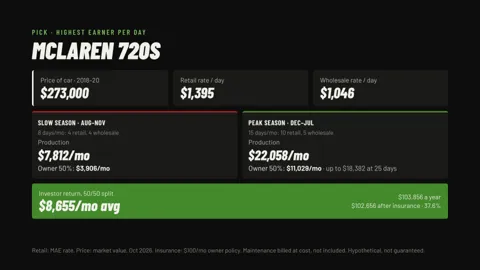 PICK · HIGHEST EARNER PER DAY
MCLAREN 720S
Price of car · 2018-20
$273,000
Retail rate / day
$1,395
Wholesale rate / day
$1,046
SLOW SEASON · AUG-NOV
8 days/mo: 4 retail, 4 wholesale
Production
$7,812/mo
Owner 50%: $3,906/mo
PEAK SEASON · DEC-JUL
15 days/mo: 10 retail, 5 wholesale
Production
$22,058/mo
Owner 50%: $11,029/mo · up to $18,382 at 25 days
Investor return, 50/50 split
$8,655/mo avg
$103,856 a year
$102,656 after insurance · 37.6%
Retail: MAE rate. Price: market value, Oct 2026. Insurance: $100/mo owner policy. Maintenance billed at cost, not included. Hypothetical, not guaranteed.